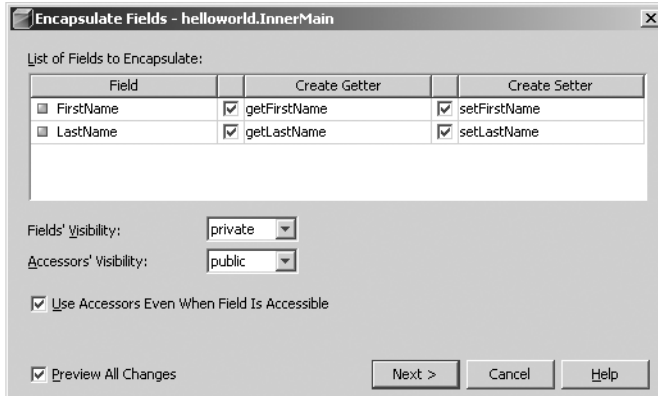 Encapsulate Fields - helloworld.InnerMain
List of Fields to Encapsulate:
Field Create Getter Create Setter
FirstName getFirstName setFirstName
LastName getLastName setLastName
Fields' Visibility: private
Accessors' Visibility: public
Use Accessors Even When Field Is Accessible
Preview All Changes Next > Cancel Help